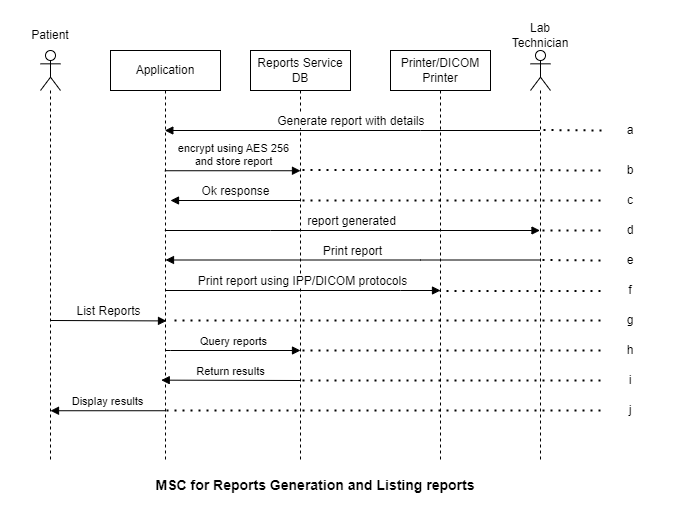 Patient
Lab
Technician
Application
Reports Service
DB
Printer/DICOM
Printer
Generate report with details
a
encrypt using AES 256
and store report
b
Ok response
c
report generated
d
Print report
e
Print report using IPP/DICOM protocols
f
List Reports
g
Query reports
h
Return results
i
Display results
j
MSC for Reports Generation and Listing reports